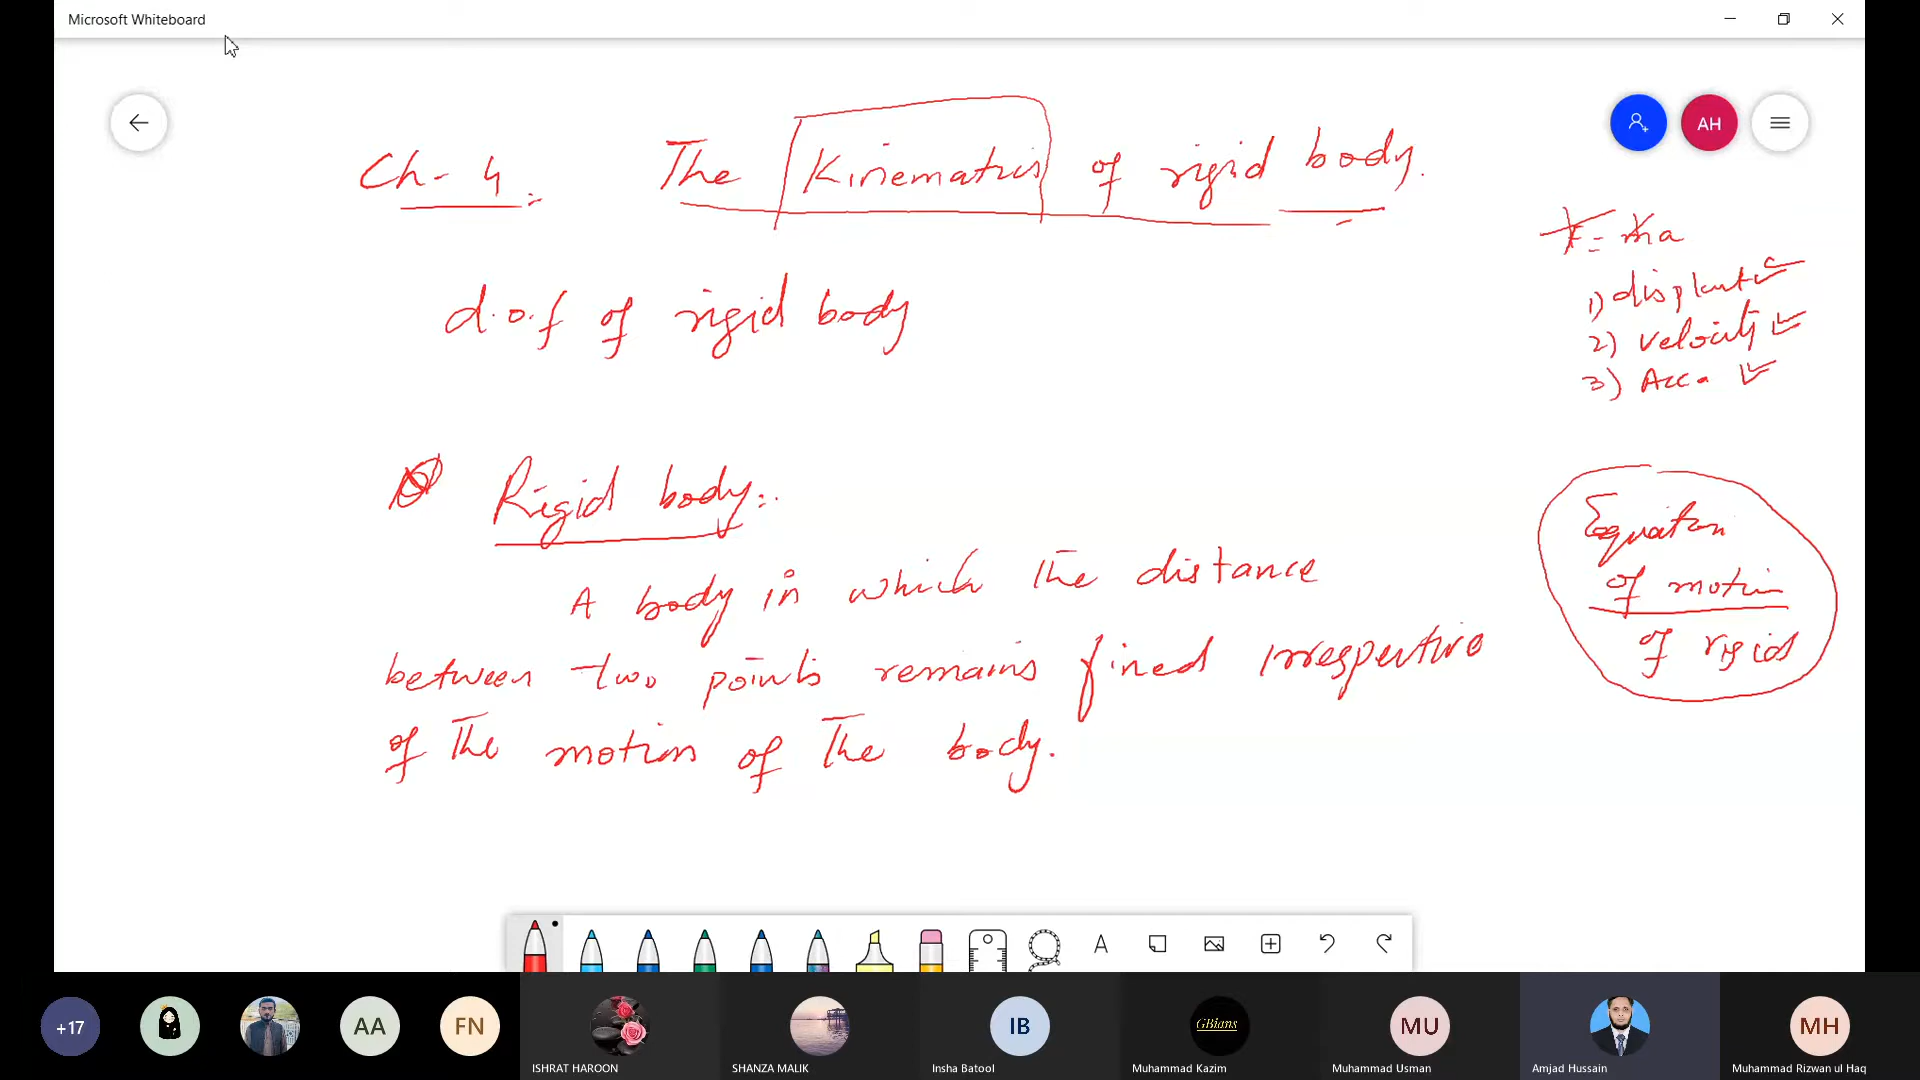 Microsoft Whiteboard
AH
Ch-4:
The Kinematics of rigid body.
F = ma
1) displant
2) velocity
3) Acc.
d.o.f of rigid body
Rigid body:-
A body in which the distance
between two points remains fined irrespective
of the motion of the body.
Equation
of motion
of rigid
A
+17
AA
FN
ISHRAT HAROON
SHANZA MALIK
IB
Insha Batool
GBians
Muhammad Kazim
MU
Muhammad Usman
Amjad Hussain
MH
Muhammad Rizwan ul Haq